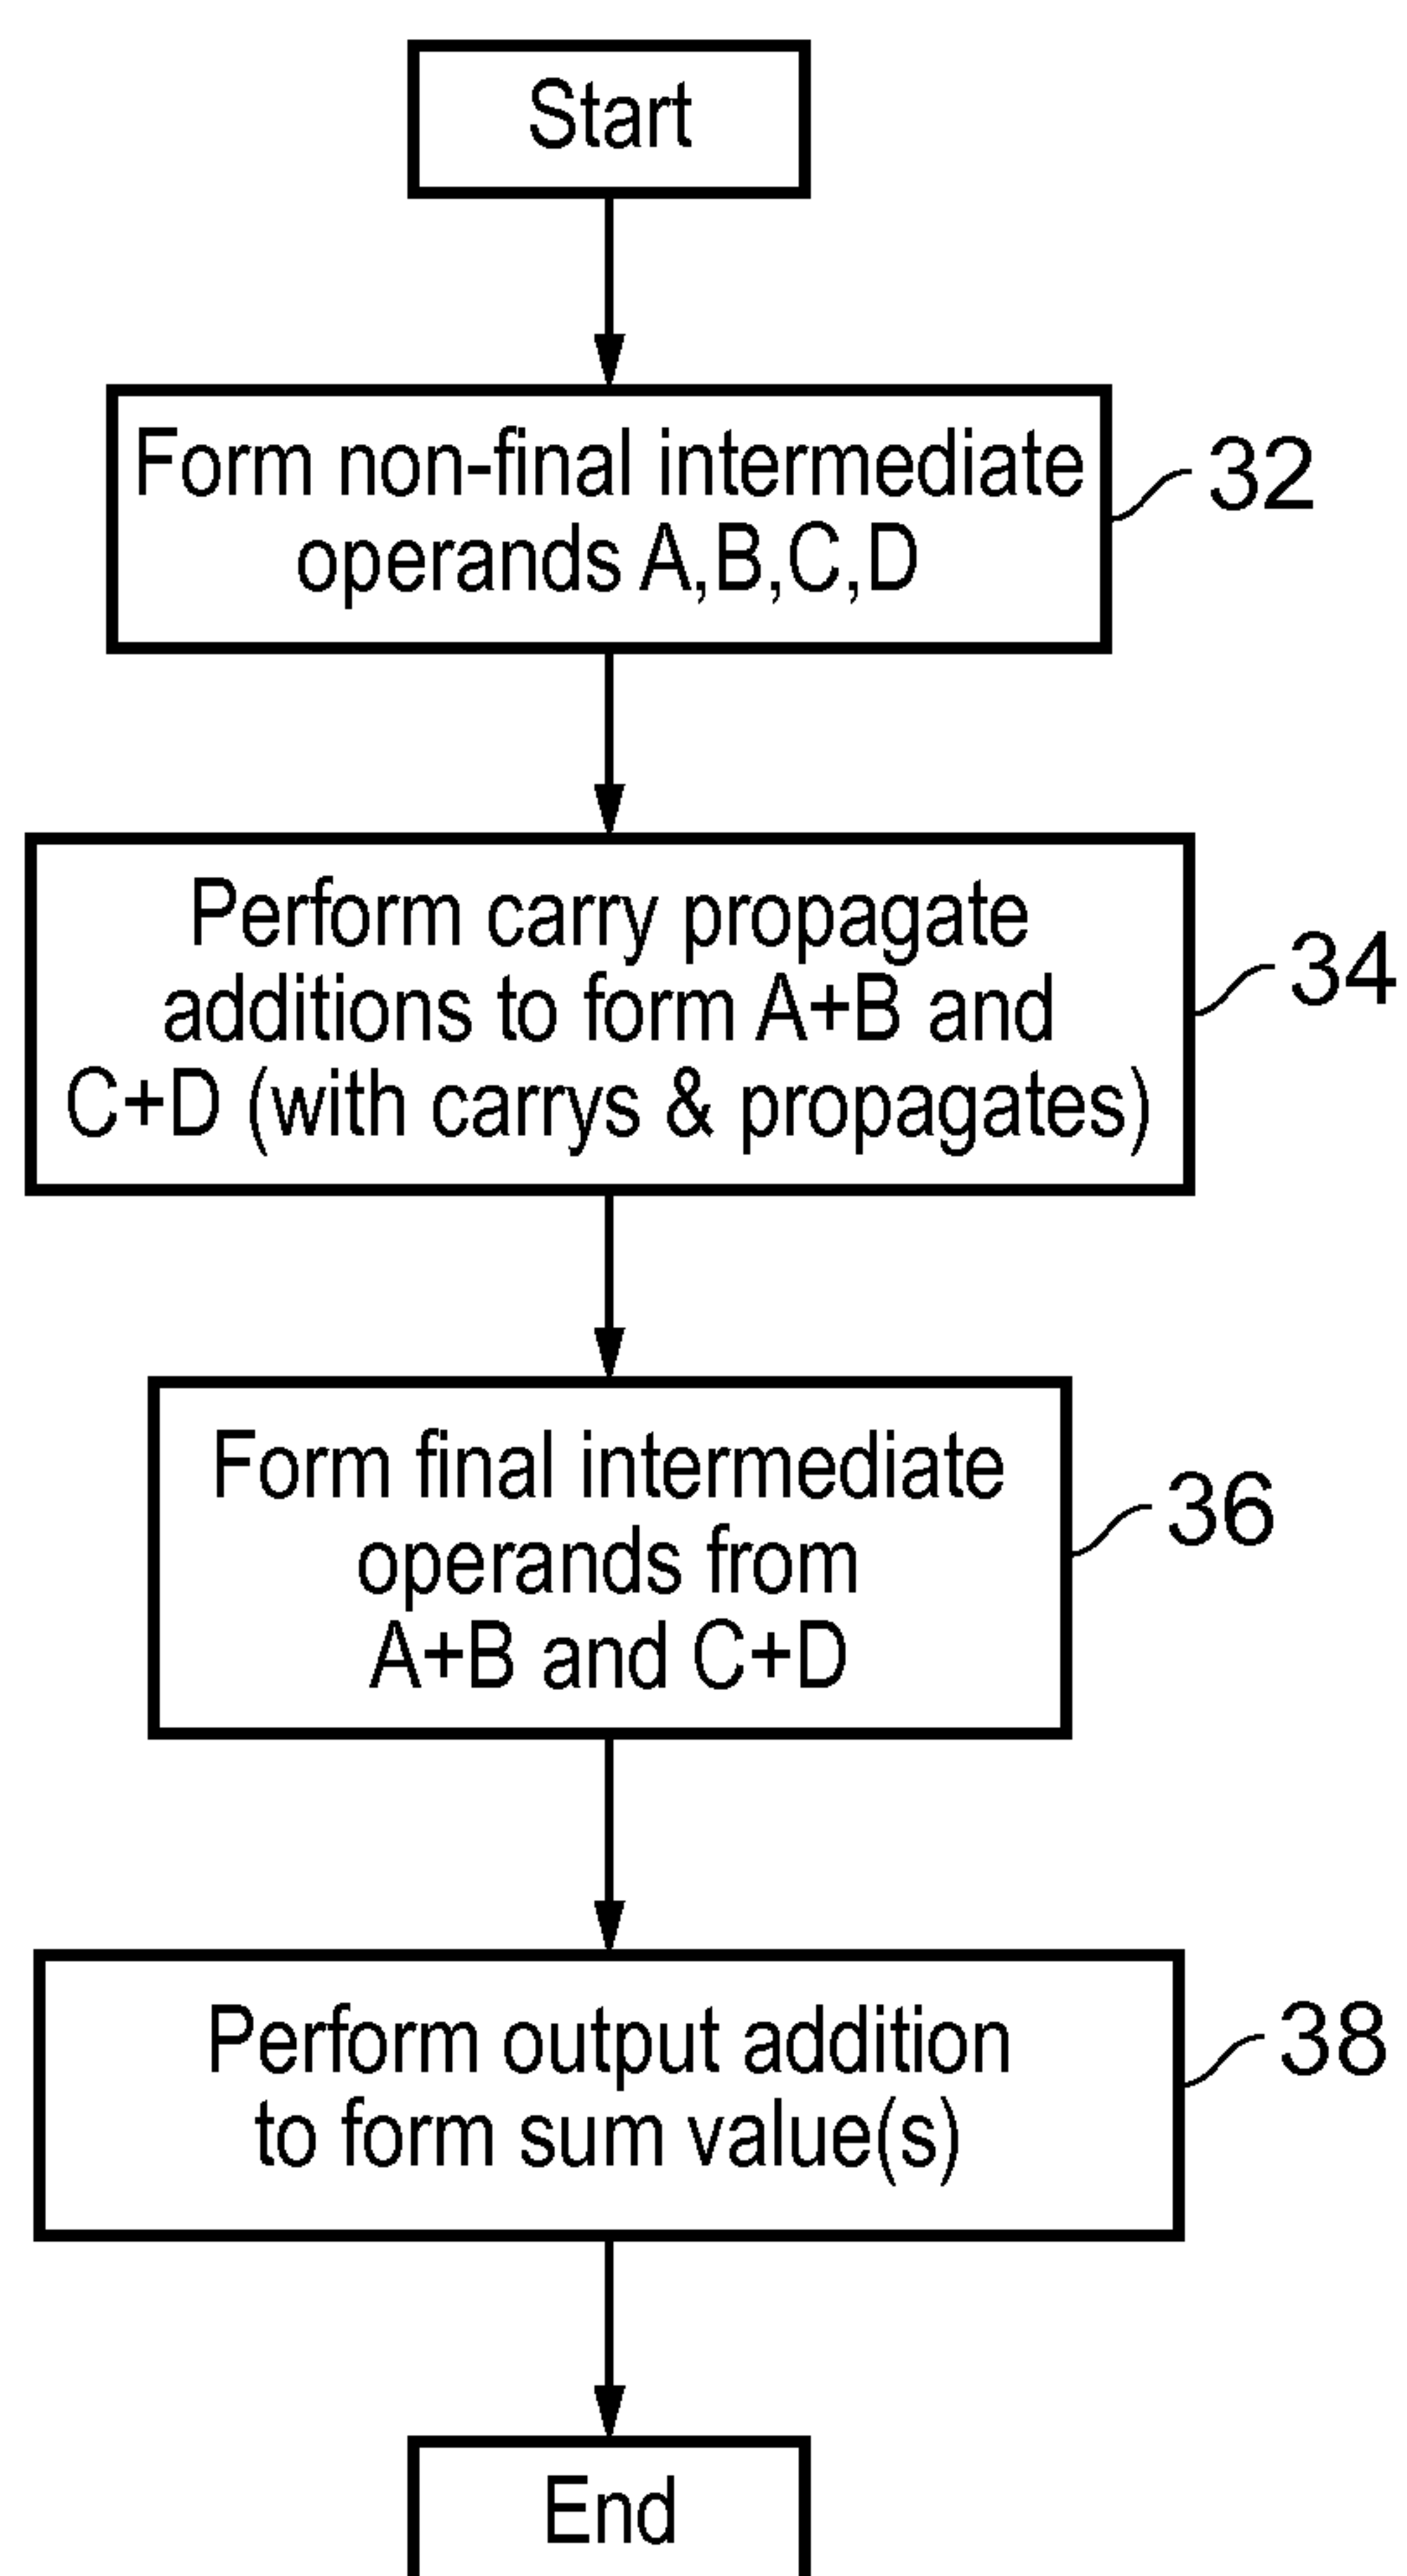 Start
Form non-final intermediate
operands A,B,C,D
32
Perform carry propagate
additions to form A+B and
C+D (with carrys & propagates)
34
Form final intermediate
operands from
A+B and C+D
36
Perform output addition
to form sum value(s)
38
End